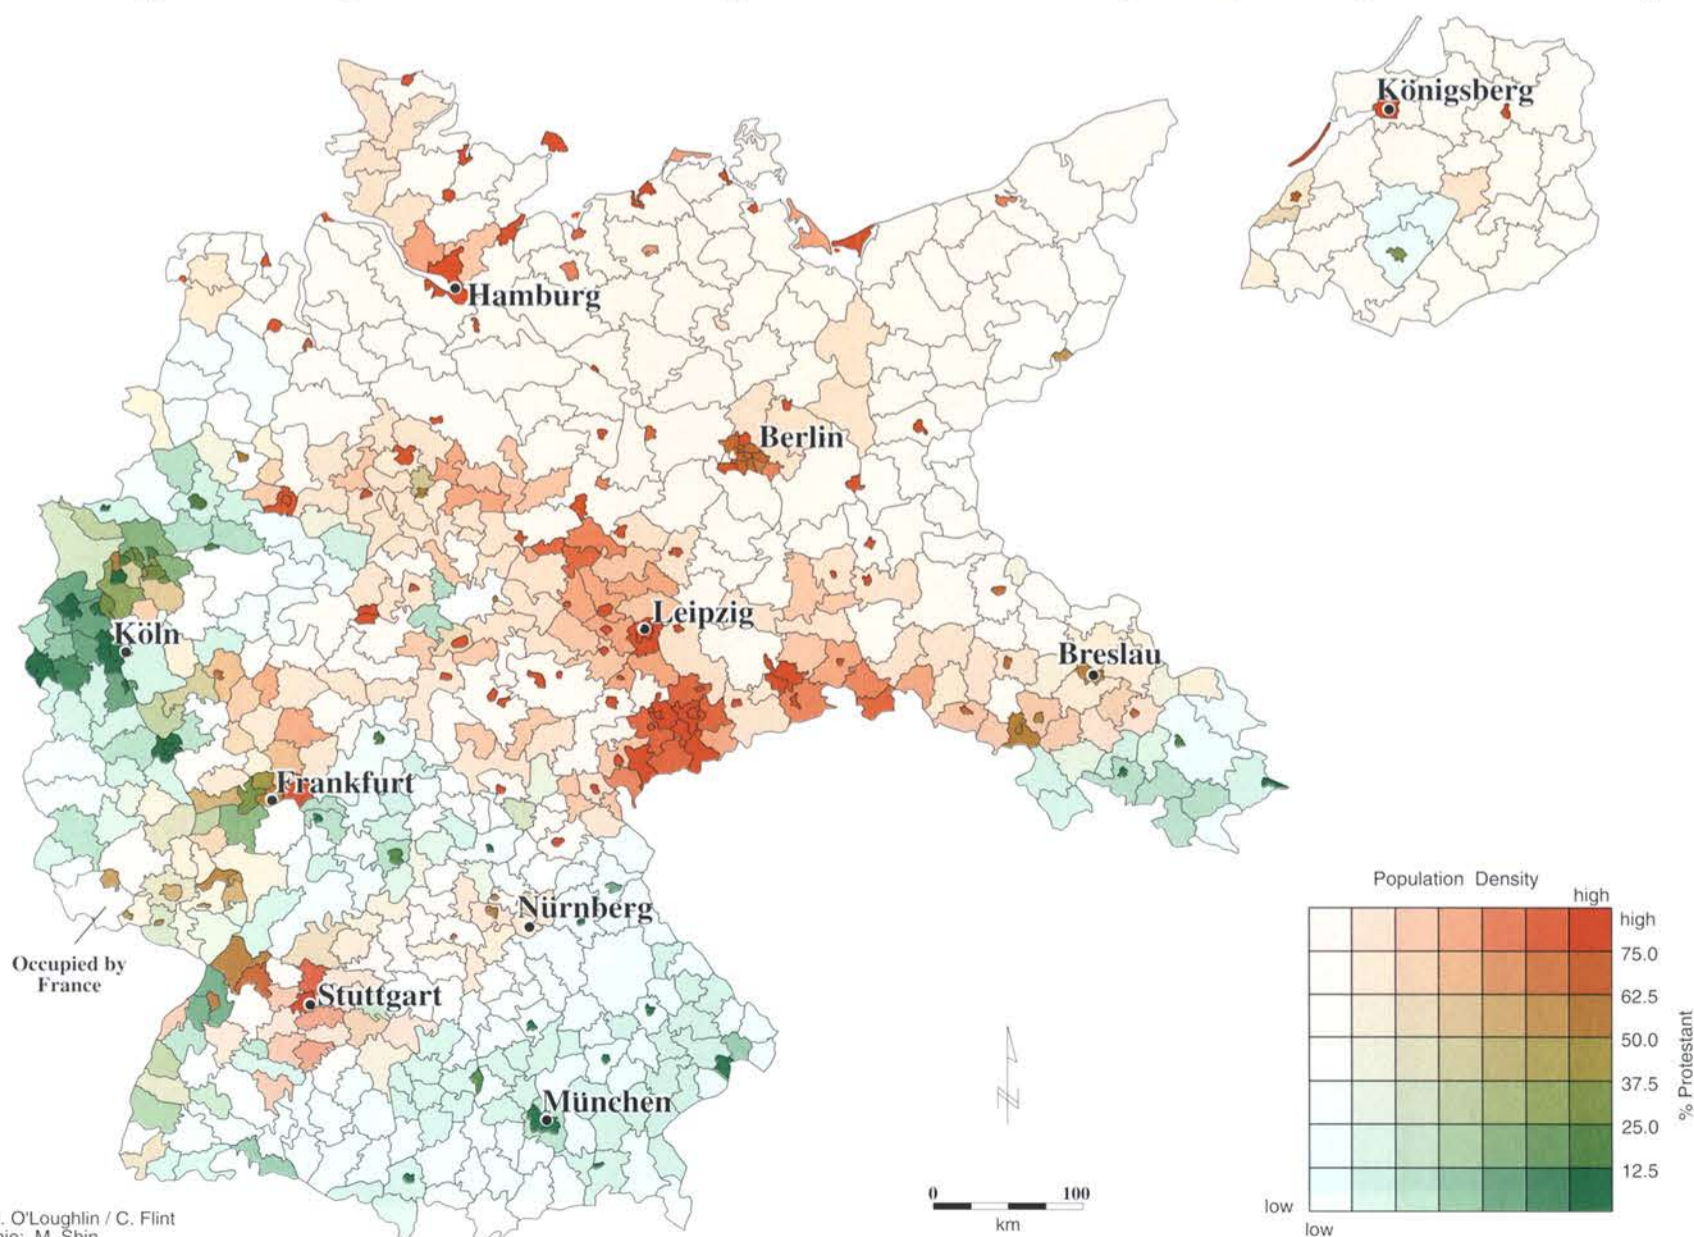 Königsberg
Hamburg
Berlin
Leipzig
Köln
Breslau
Frankfurt
Nürnberg
Occupied by
France
Stuttgart
München
Population Density
high
high
75.0
62.5
50.0
37.5
25.0
12.5
% Protestant
low
low
0 100
km
O'Loughlin / C. Flint
M. Shin